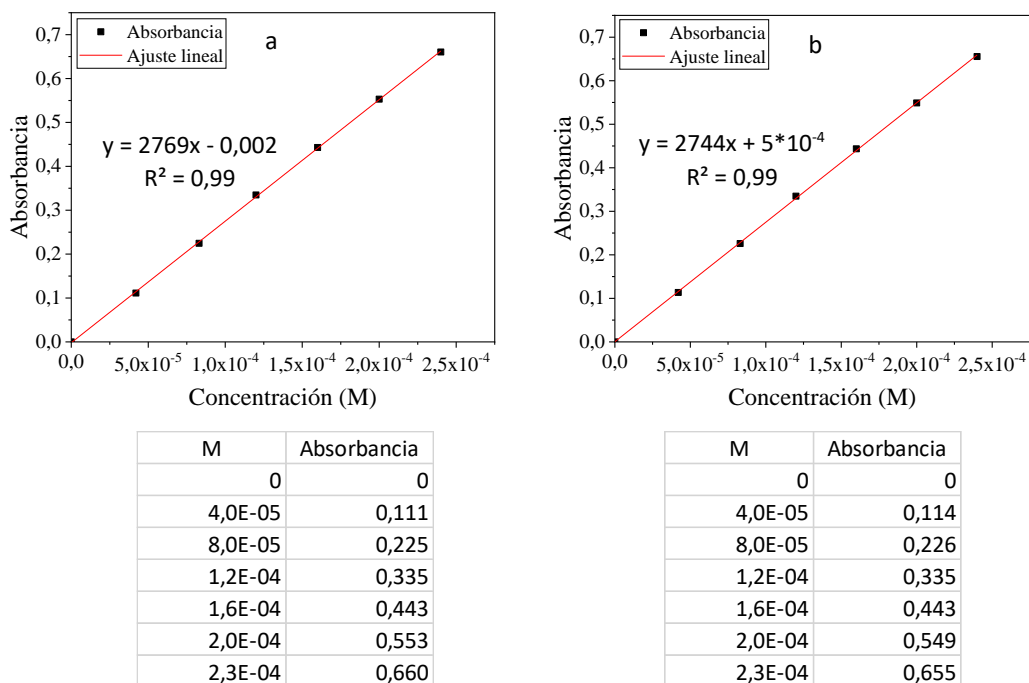 Absorbancia
Ajuste lineal
a
y = 2769x - 0,002
R² = 0,99
0,7
0,6
0,5
0,4
0,3
0,2
0,1
0,0
Absorbancia
0,0 5,0x10⁻⁵ 1,0x10⁻⁴ 1,5x10⁻⁴ 2,0x10⁻⁴ 2,5x10⁻⁴
Concentración (M)
Absorbancia
Ajuste lineal
b
y = 2744x + 5*10⁻⁴
R² = 0,99
0,7
0,6
0,5
0,4
0,3
0,2
0,1
0,0
Absorbancia
0,0 5,0x10⁻⁵ 1,0x10⁻⁴ 1,5x10⁻⁴ 2,0x10⁻⁴ 2,5x10⁻⁴
Concentración (M)
M Absorbancia
0 0
4,0E-05 0,111
8,0E-05 0,225
1,2E-04 0,335
1,6E-04 0,443
2,0E-04 0,553
2,3E-04 0,660
M Absorbancia
0 0
4,0E-05 0,114
8,0E-05 0,226
1,2E-04 0,335
1,6E-04 0,443
2,0E-04 0,549
2,3E-04 0,655